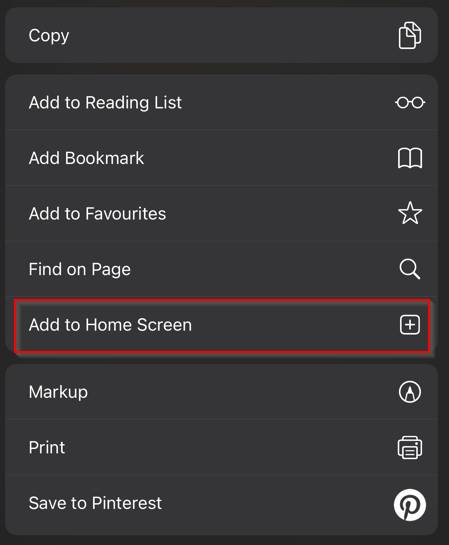 Copy
Add to Reading List
Add Bookmark
Add to Favourites
Find on Page
Add to Home Screen
Markup
Print
Save to Pinterest